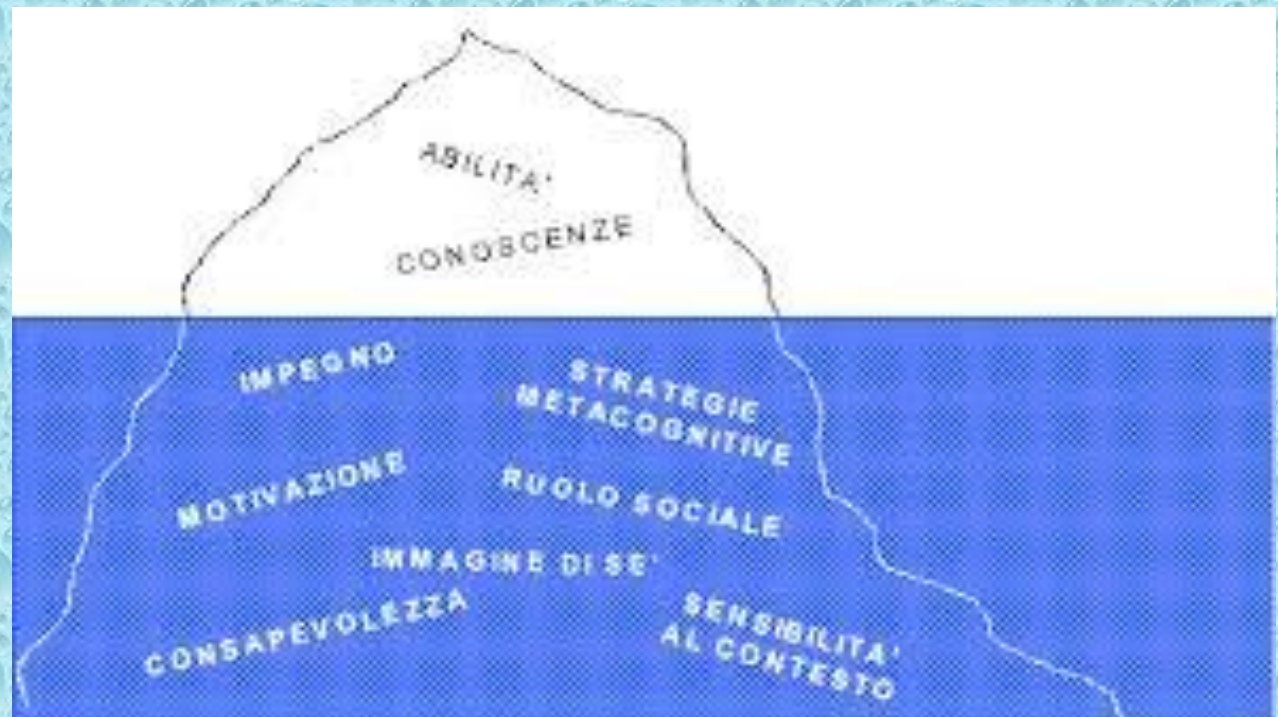 ABILITA'
CONOSCENZE
IMPEGNO
STRATEGIE
METACOGNITIVE
MOTIVAZIONE
RUOLO SOCIALE
IMMAGINE DI SE'
CONSAPEVOLEZZA
SENSIBILITA'
AL CONTESTO